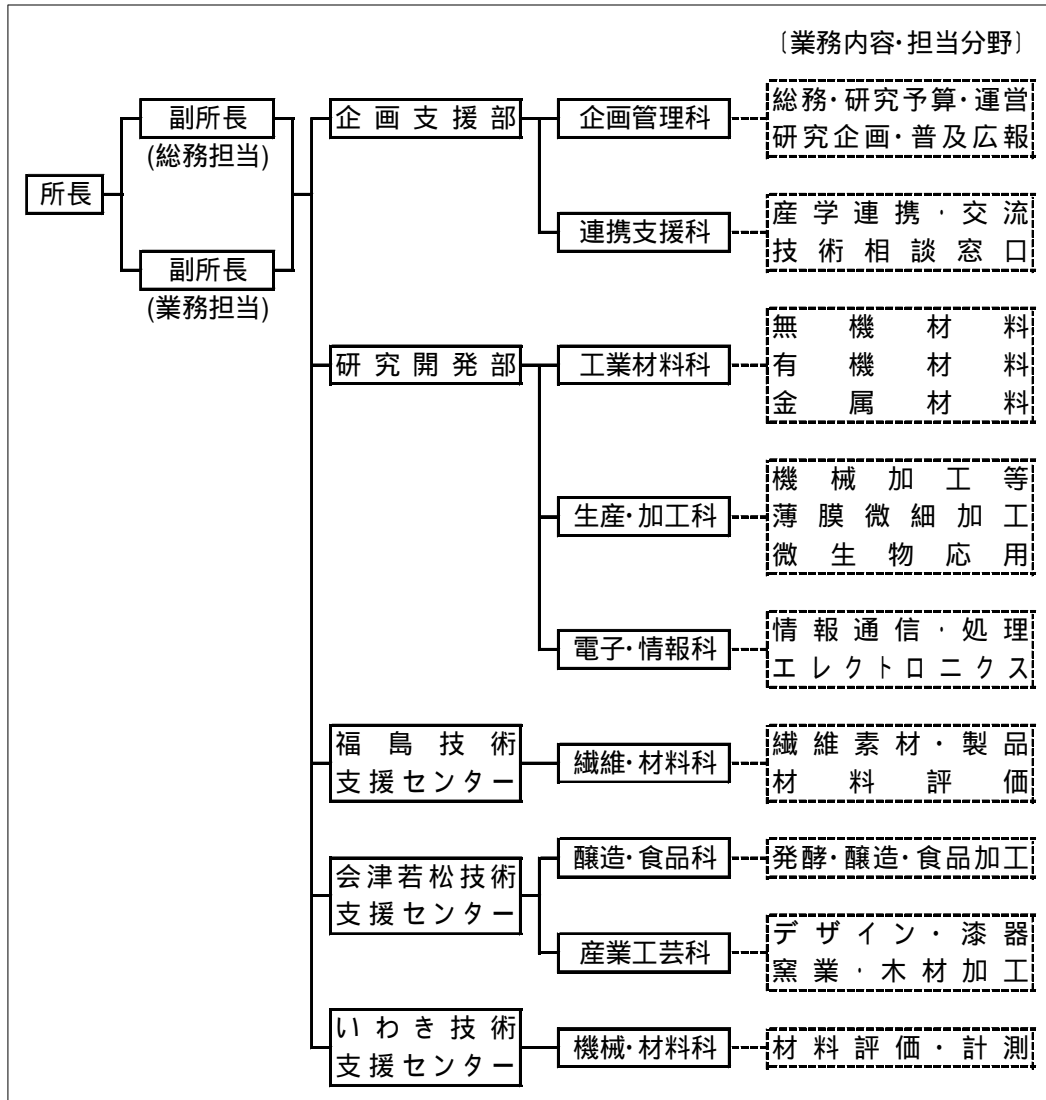 〔業務内容・担当分野〕
所長
副所長
(総務担当)
副所長
(業務担当)
企画支援部
企画管理科
総務・研究予算・運営
研究企画・普及広報
連携支援科
産学連携・交流
技術相談窓口
研究開発部
工業材料科
無機材料
有機材料
金属材料
生産・加工科
機械加工等
薄膜微細加工
微生物応用
電子・情報科
情報通信・処理
エレクトロニクス
福島技術
支援センター
繊維・材料科
繊維素材・製品
材料評価
会津若松技術
支援センター
醸造・食品科
発酵・醸造・食品加工
産業工芸科
デザイン・漆器
窯業・木材加工
いわき技術
支援センター
機械・材料科
材料評価・計測